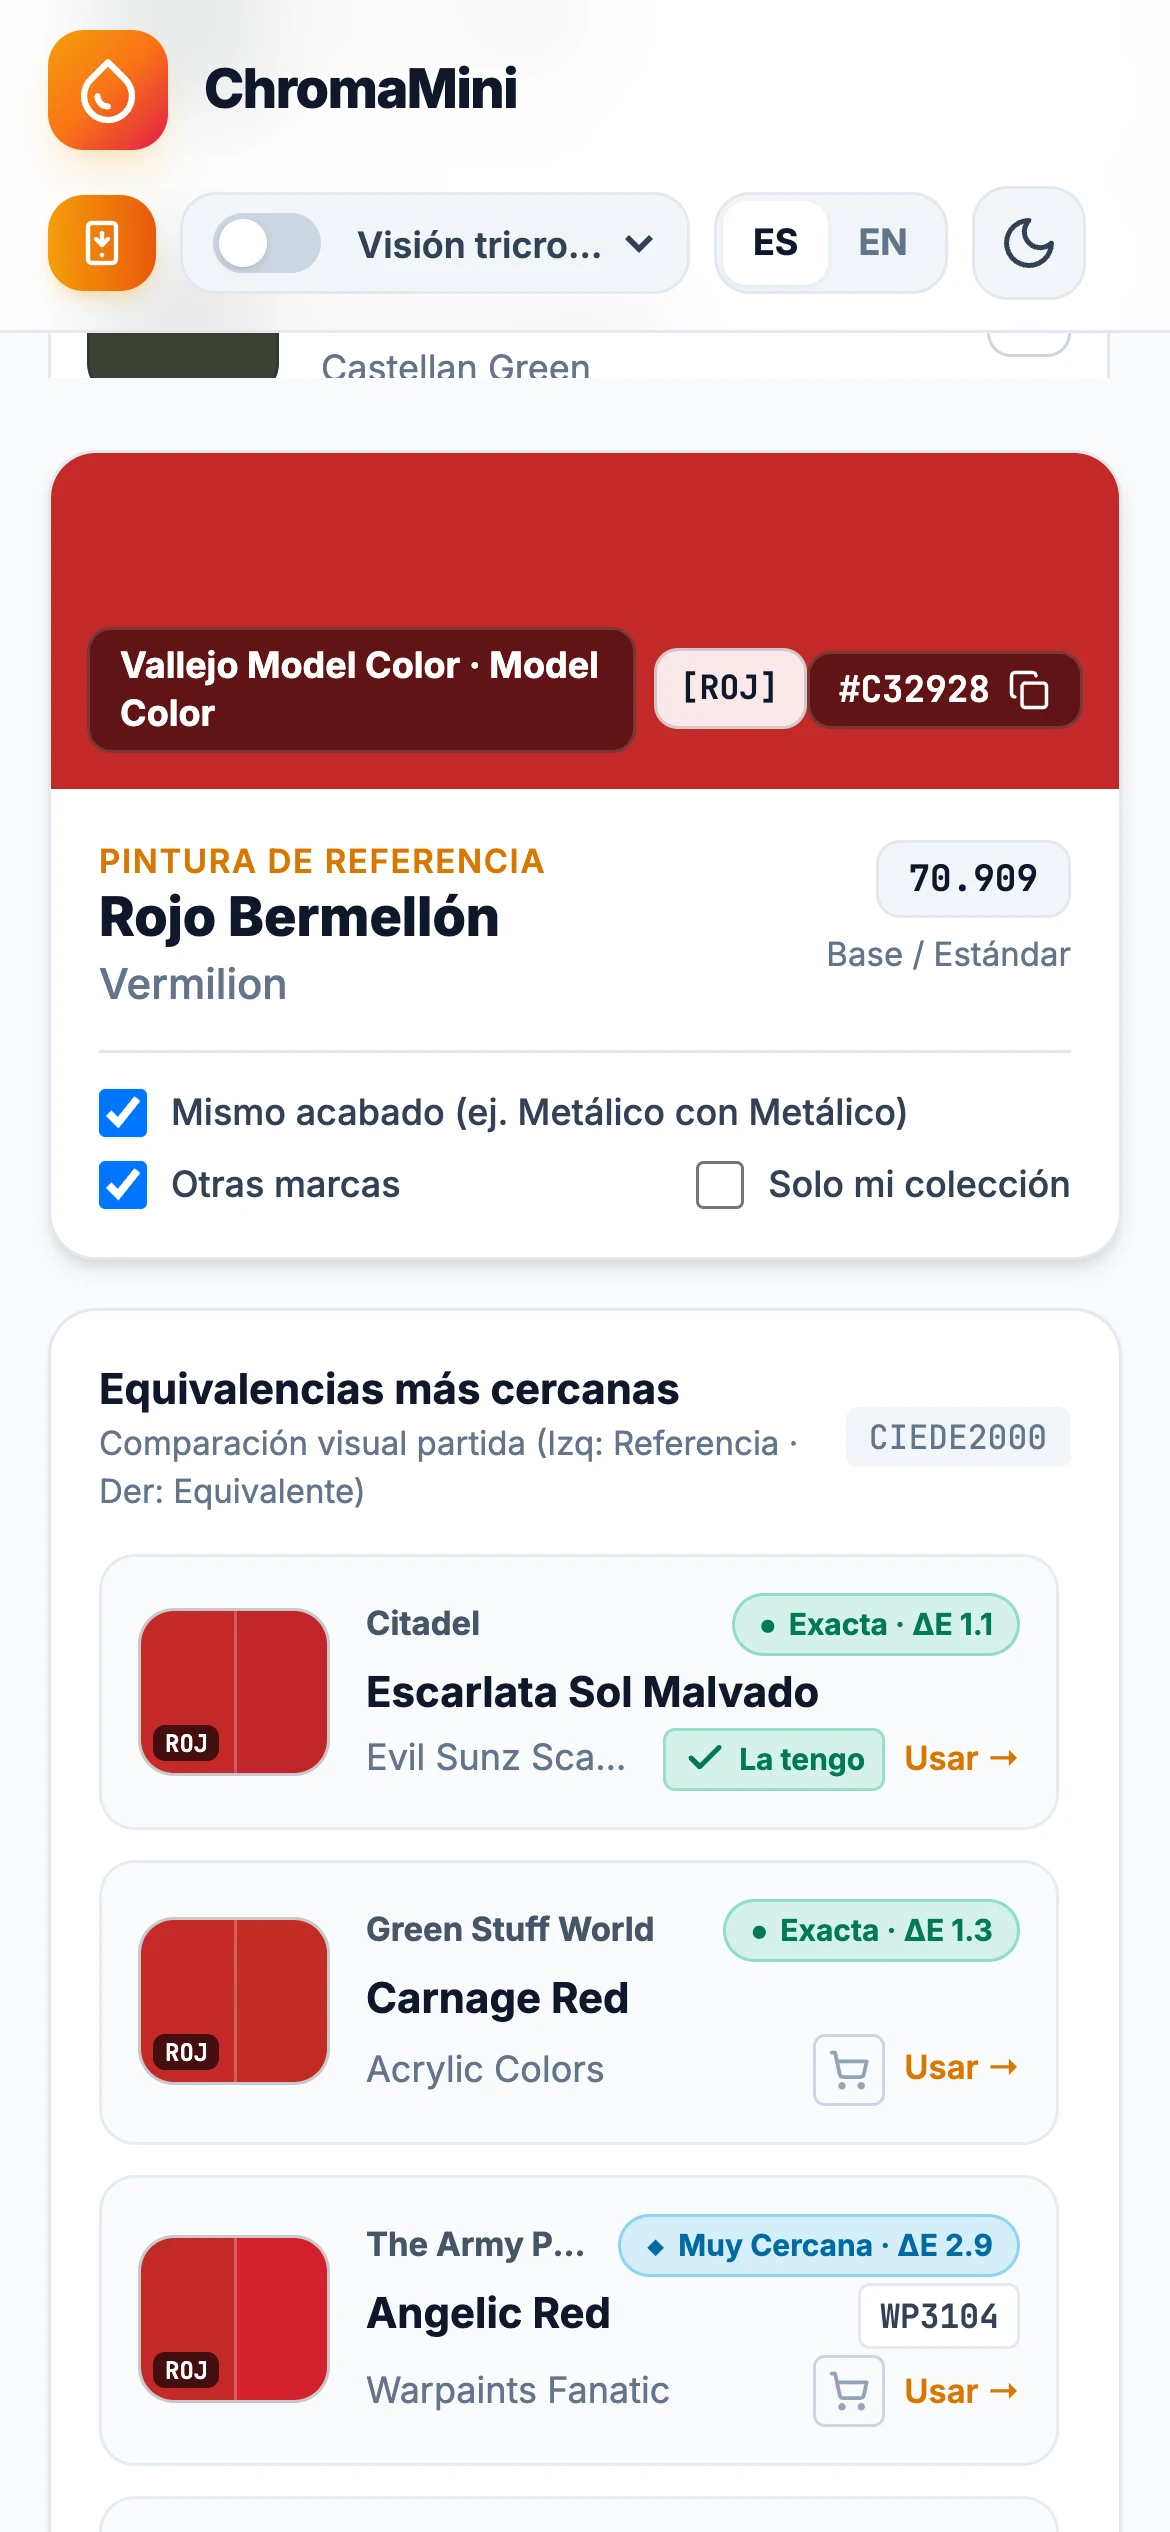 ChromaMini
Visión tricro...
ES
EN
Castellan Green
Vallejo Model Color · Model
Color
[ROJ]
#C32928
PINTURA DE REFERENCIA
Rojo Bermellón
Vermilion
70.909
Base / Estándar
Mismo acabado (ej. Metálico con Metálico)
Otras marcas
Solo mi colección
Equivalencias más cercanas
Comparación visual partida (Izq: Referencia ·
Der: Equivalente)
CIEDE2000
ROJ
Citadel
Exacta · ΔE 1.1
Escarlata Sol Malvado
Evil Sunz Sca...
La tengo
Usar →
ROJ
Green Stuff World
Exacta · ΔE 1.3
Carnage Red
Acrylic Colors
Usar →
ROJ
The Army P...
Muy Cercana · ΔE 2.9
Angelic Red
WP3104
Warpaints Fanatic
Usar →